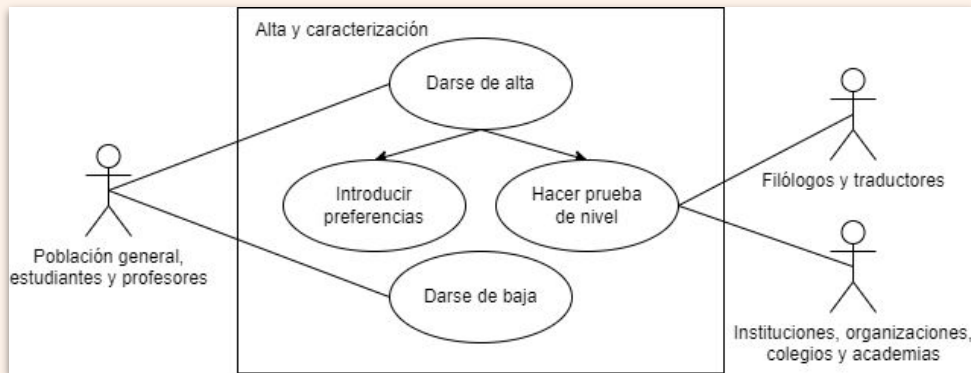 Alta y caracterización
Darse de alta
Introducir
preferencias
Hacer prueba
de nivel
Darse de baja
Población general,
estudiantes y profesores
Filólogos y traductores
Instituciones, organizaciones,
colegios y academias